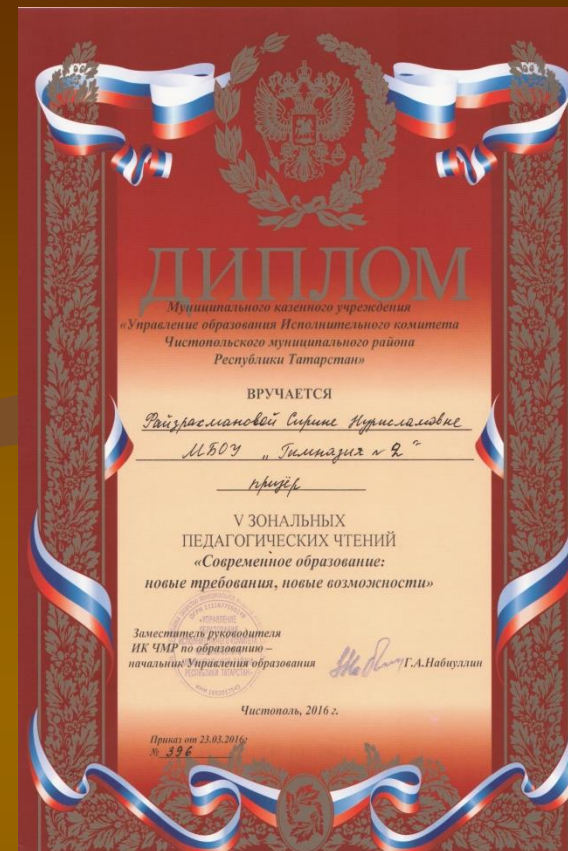 ДИПЛОМ
Муниципального казенного учреждения
«Управление образования Исполнительного комитета
Чистопольского муниципального района
Республики Татарстан»
ВРУЧАЕТСЯ
Файзрахмановой Сирине Нурисламовне
МБОУ „Гимназия № 2"
призёр
V ЗОНАЛЬНЫХ
ПЕДАГОГИЧЕСКИХ ЧТЕНИЙ
«Современное образование:
новые требования, новые возможности»
Заместитель руководителя
ИК ЧМР по образованию –
начальник Управления образования Г.А.Набиуллин
Чистополь, 2016 г.
Приказ от 23.03.2016г
№ 396